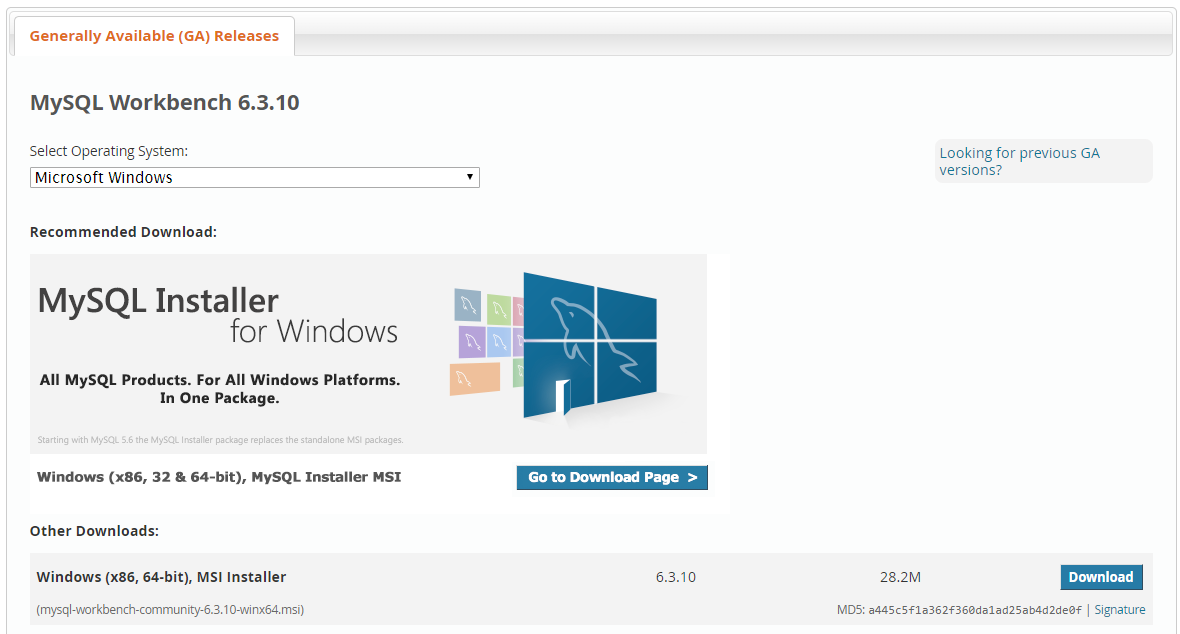 Generally Available (GA) Releases
MySQL Workbench 6.3.10
Select Operating System:
Microsoft Windows
Looking for previous GA
versions?
Recommended Download:
MySQL Installer
for Windows
All MySQL Products. For All Windows Platforms.
In One Package.
Starting with MySQL 5.6 the MySQL Installer package replaces the standalone MSI packages.
Windows (x86, 32 & 64-bit), MySQL Installer MSI
Go to Download Page >
Other Downloads:
Windows (x86, 64-bit), MSI Installer 6.3.10 28.2M Download
(mysql-workbench-community-6.3.10-winx64.msi) MD5: a445c5f1a362f360da1ad25ab4d2de0f | Signature